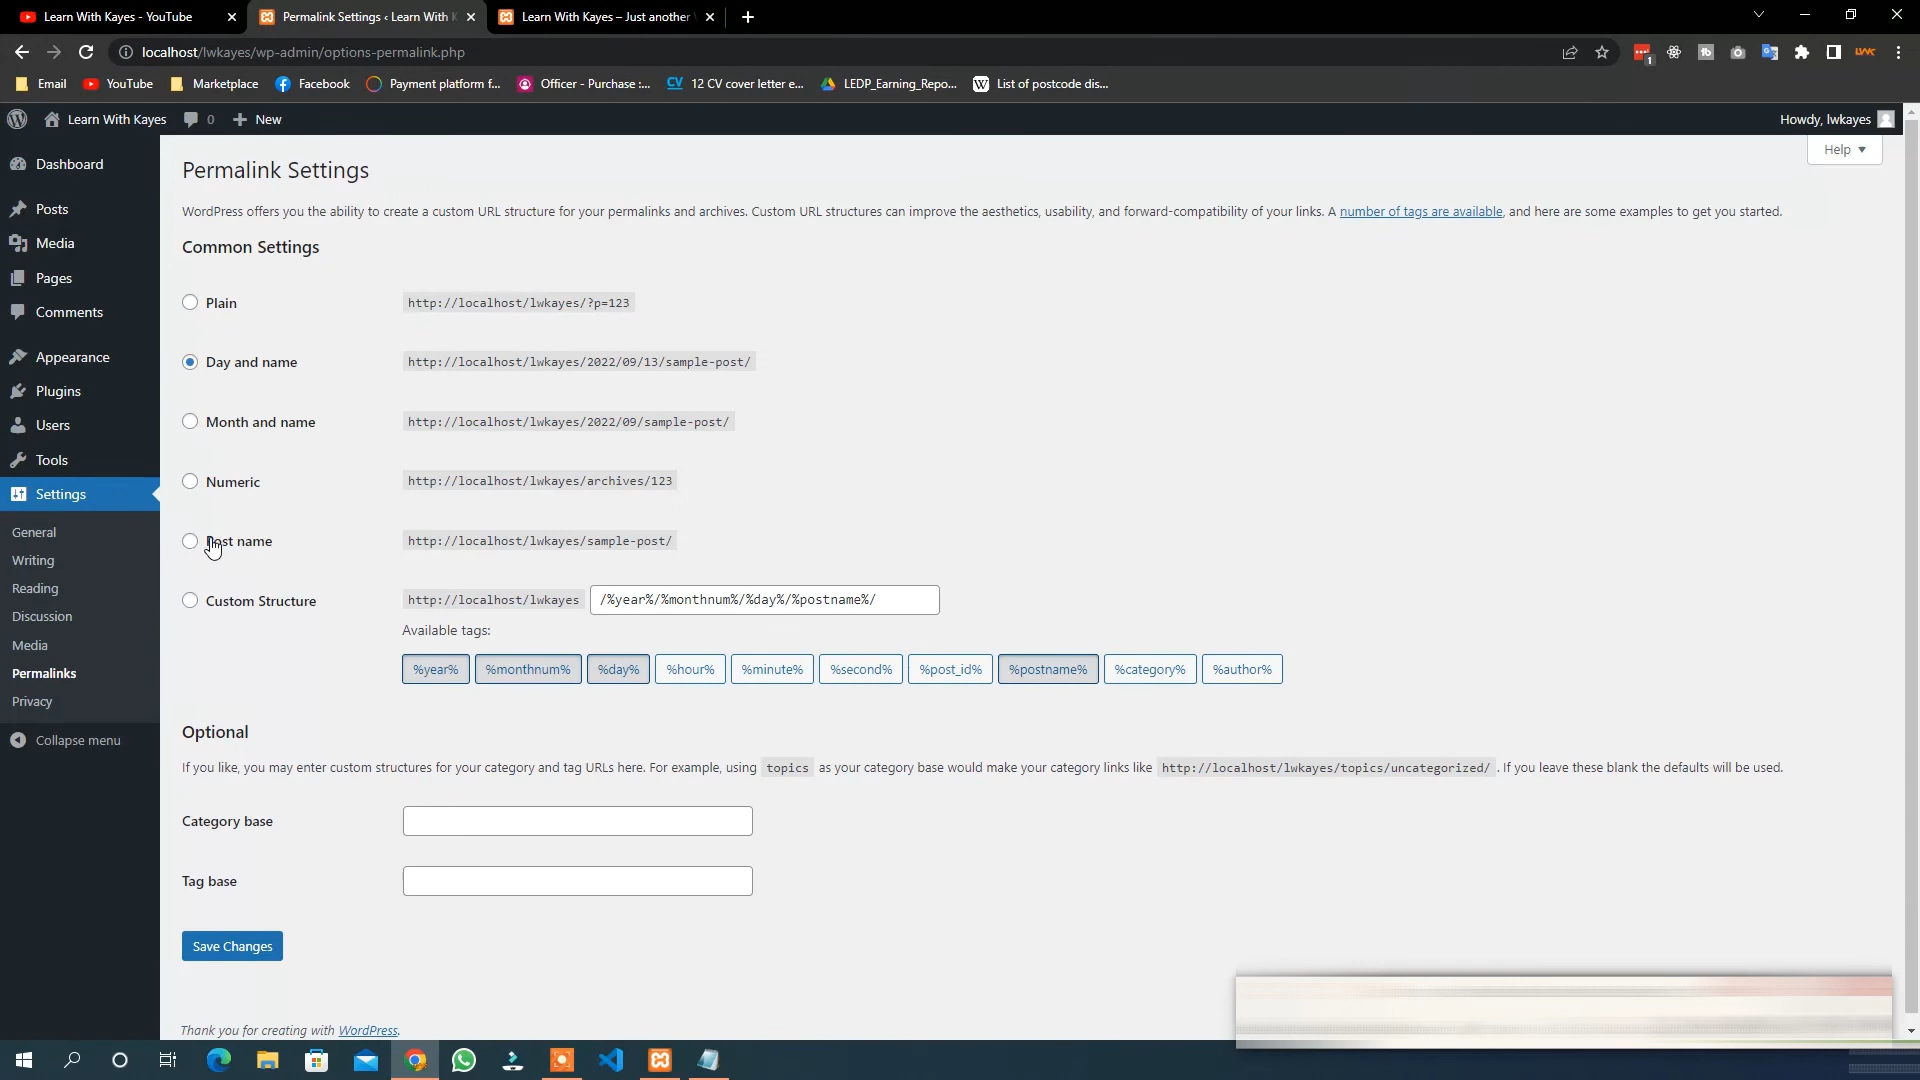 Learn With Kayes - YouTube
Permalink Settings ‹ Learn With K
Learn With Kayes – Just another
localhost/lwkayes/wp-admin/options-permalink.php
Email
YouTube
Marketplace
Facebook
Payment platform f...
Officer - Purchase :...
12 CV cover letter e...
LEDP_Earning_Repo...
List of postcode dis...
Learn With Kayes
0
New
Howdy, lwkayes
Help
Dashboard
Posts
Media
Pages
Comments
Appearance
Plugins
Users
Tools
Settings
General
Writing
Reading
Discussion
Media
Permalinks
Privacy
Collapse menu
Permalink Settings
WordPress offers you the ability to create a custom URL structure for your permalinks and archives. Custom URL structures can improve the aesthetics, usability, and forward-compatibility of your links. A number of tags are available, and here are some examples to get you started.
Common Settings
Plain http://localhost/lwkayes/?p=123
Day and name http://localhost/lwkayes/2022/09/13/sample-post/
Month and name http://localhost/lwkayes/2022/09/sample-post/
Numeric http://localhost/lwkayes/archives/123
Post name http://localhost/lwkayes/sample-post/
Custom Structure http://localhost/lwkayes /%year%/%monthnum%/%day%/%postname%/
Available tags:
%year% %monthnum% %day% %hour% %minute% %second% %post_id% %postname% %category% %author%
Optional
If you like, you may enter custom structures for your category and tag URLs here. For example, using topics as your category base would make your category links like http://localhost/lwkayes/topics/uncategorized/ . If you leave these blank the defaults will be used.
Category base
Tag base
Save Changes
Thank you for creating with WordPress.